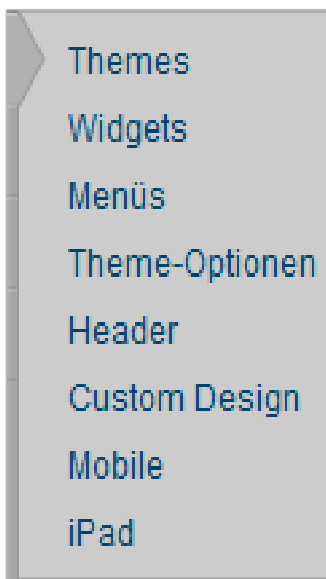 Themes
Widgets
Menüs
Theme-Optionen
Header
Custom Design
Mobile
iPad